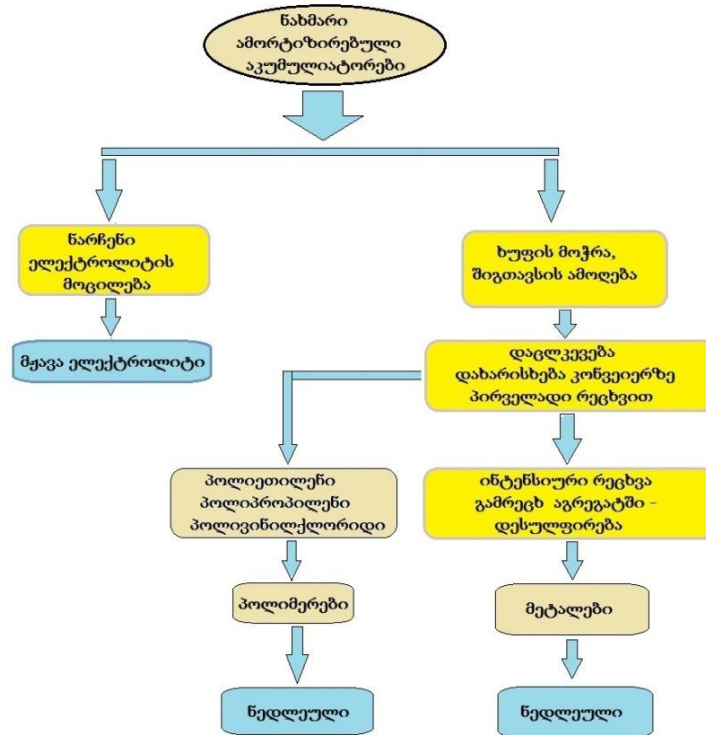 ნახმარი
ამორტიზირებული
აკუმულიატორები
ნარჩენი
ელექტროლიტის
მოცილება
ხუფის მოჭრა,
შიგთავსის ამოღება
მჟავა ელექტროლიტი
დაცლკევება
დახარისხება კონვეიერზე
პირველადი რეცხვით
პოლიეთილენი
პოლიპროპილენი
პოლივინილქლორიდი
ინტენსიური რეცხვა
გამრეცხ აგრეგატში -
დესულფირება
პოლიმერები
მეტალები
ნედლეული
ნედლეული